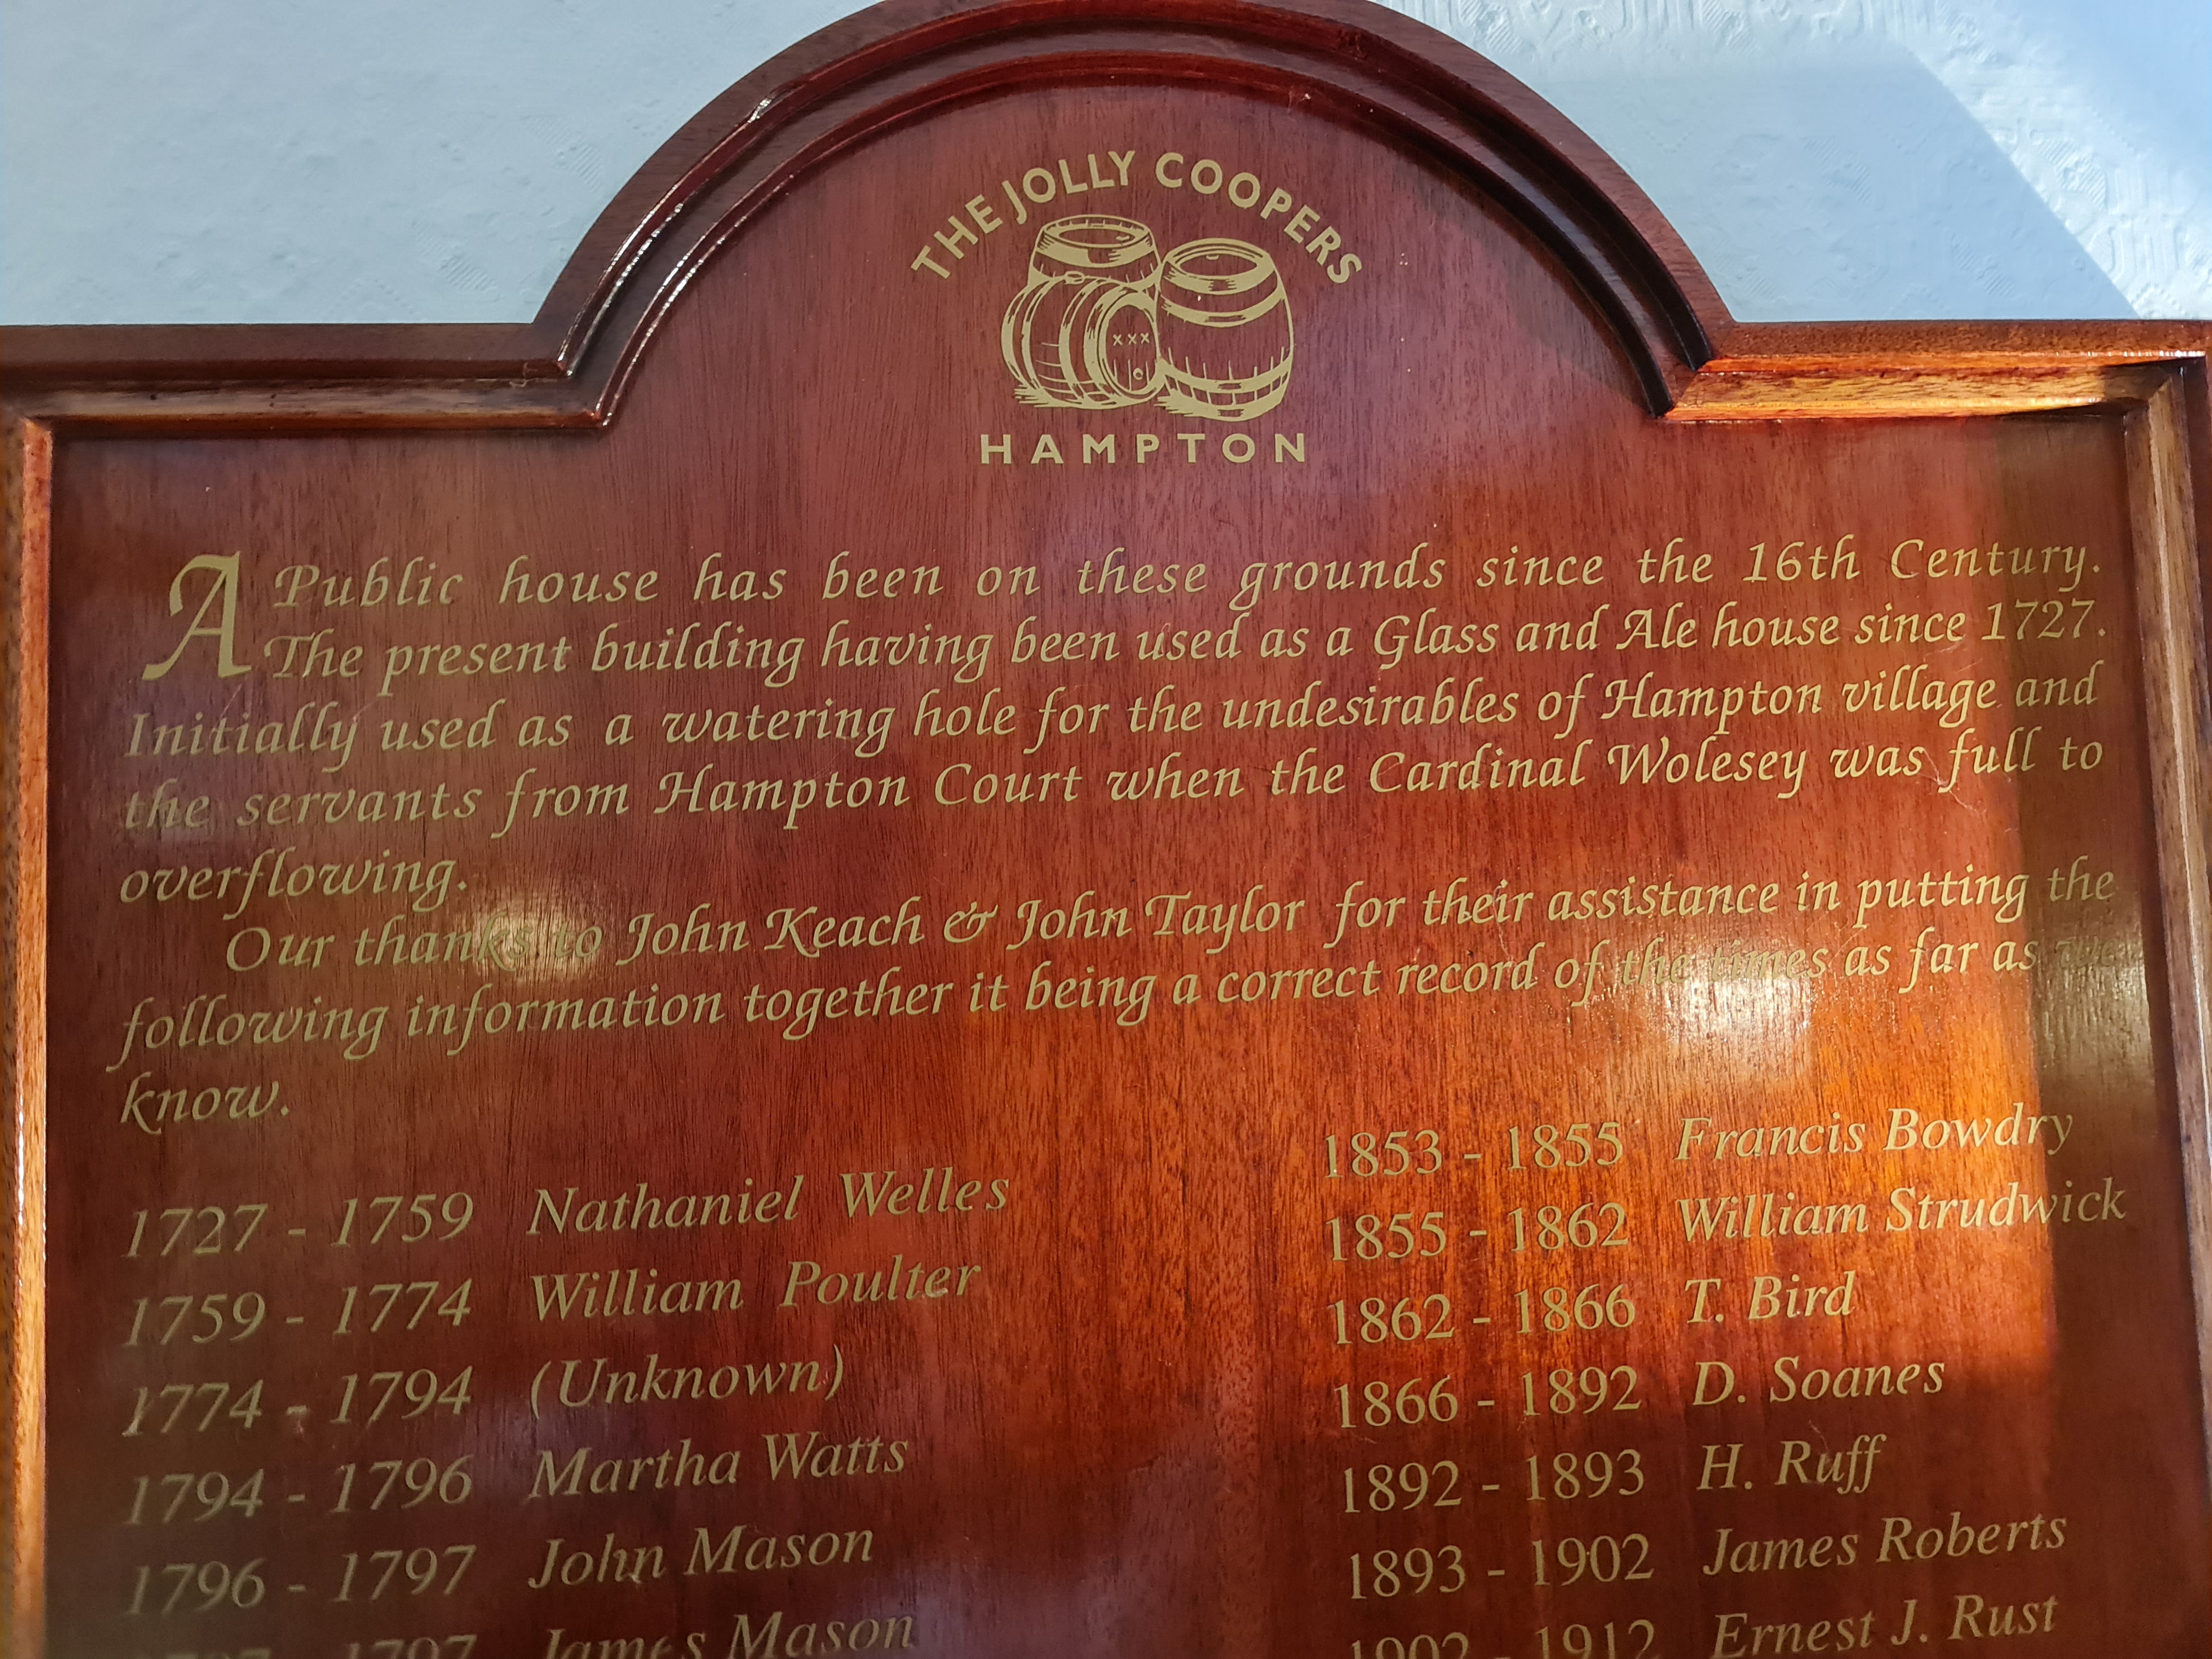 THE JOLLY COOPERS
XXX
HAMPTON
A Public house has been on these grounds since the 16th Century.
The present building having been used as a Glass and Ale house since 1727.
Initially used as a watering hole for the undesirables of Hampton village and
the servants from Hampton Court when the Cardinal Wolesey was full to
overflowing.
Our thanks to John Keach & John Taylor for their assistance in putting the
following information together it being a correct record of the times as far as we
know.
1727 - 1759 Nathaniel Welles
1759 - 1774 William Poulter
1774 - 1794 (Unknown)
1794 - 1796 Martha Watts
1796 - 1797 John Mason
1797 - 1797 James Mason
1853 - 1855 Francis Bowdry
1855 - 1862 William Strudwick
1862 - 1866 T. Bird
1866 - 1892 D. Soanes
1892 - 1893 H. Ruff
1893 - 1902 James Roberts
1902 - 1912 Ernest J. Rust